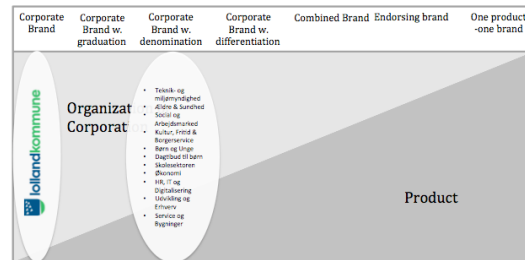 Corporate
Brand
Corporate
Brand w.
graduation
Corporate
Brand w.
denomination
Corporate
Brand w.
differentiation
Combined Brand
Endorsing brand
One product
-one brand
lollandkommune
Organizat
Corporat
• Teknik- og
miljømyndighed
• Ældre & Sundhed
• Social og
Arbejdsmarked
• Kultur, Fritid &
Borgerservice
• Børn og Unge
• Dagtilbud til børn
• Skolesektoren
• Økonomi
• HR, IT og
Digitalisering
• Udvikling og
Erhverv
• Service og
Bygninger
Product